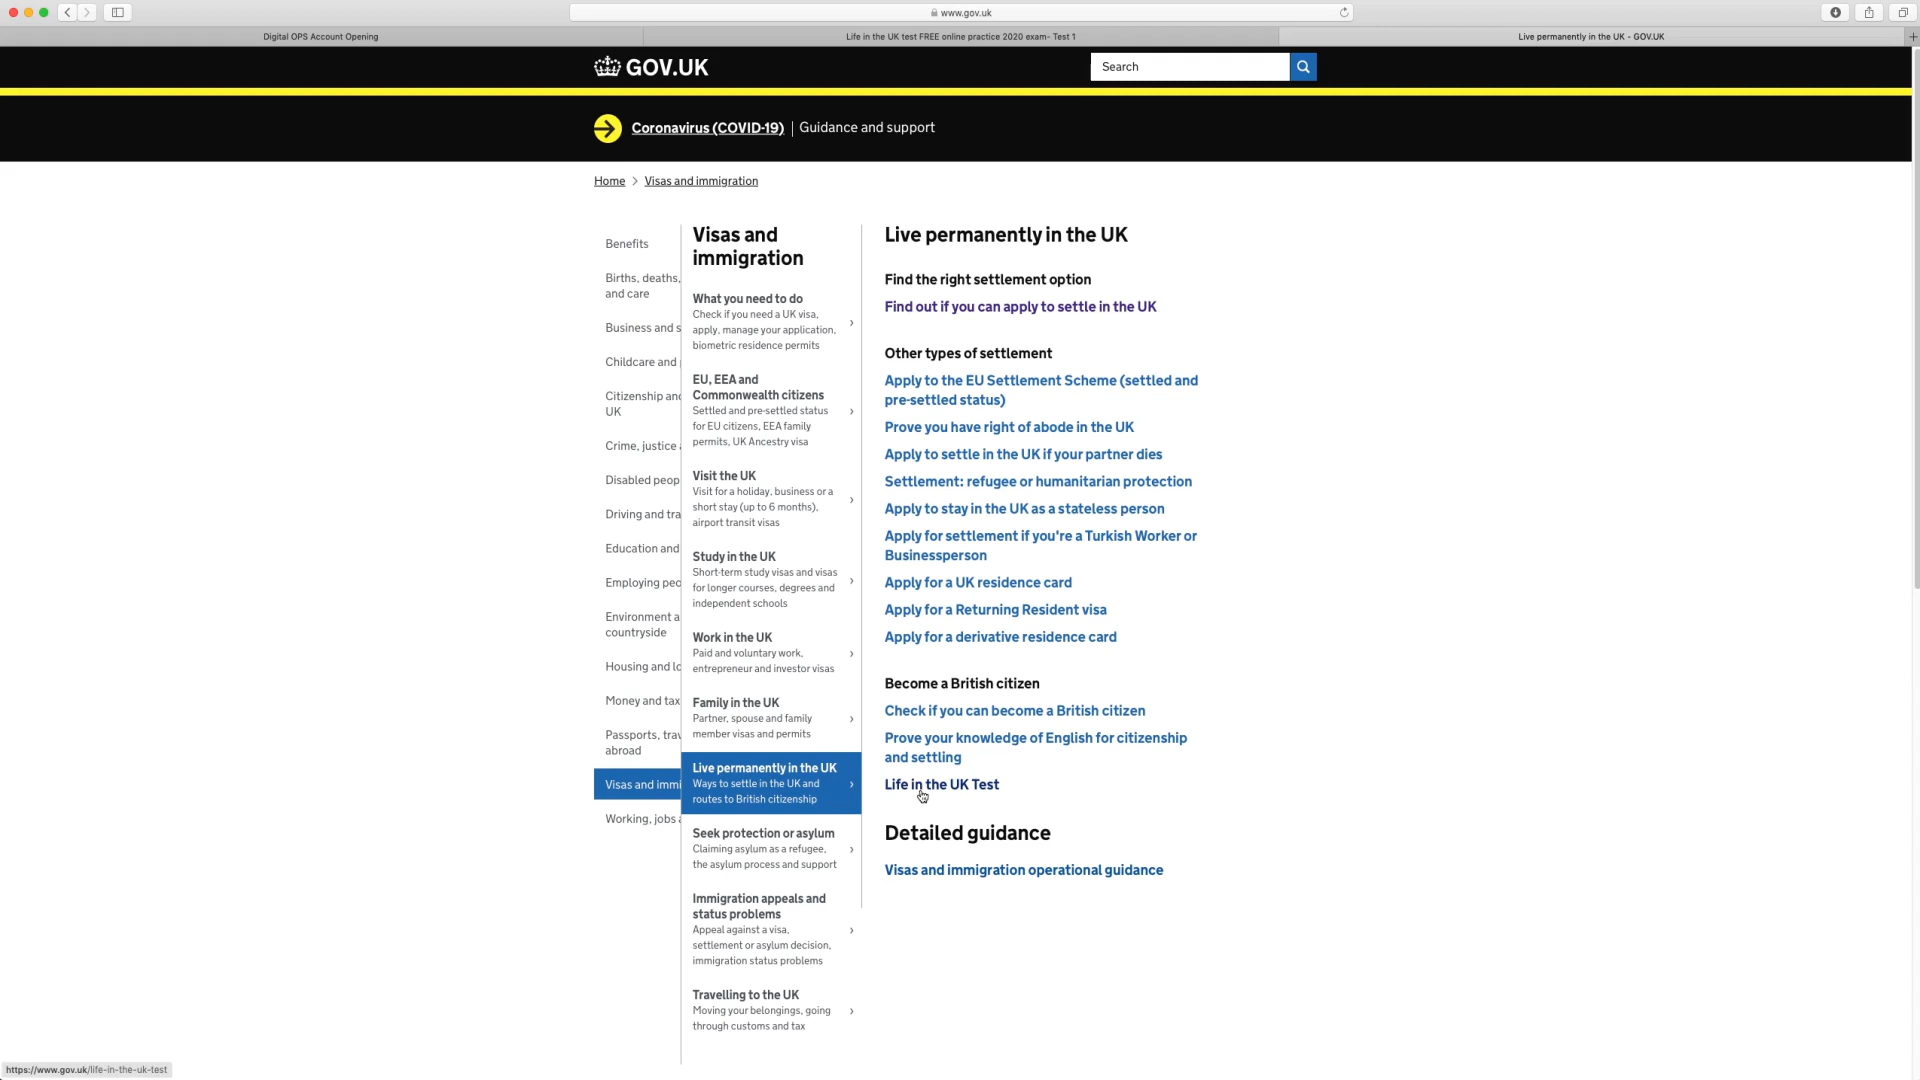 www.gov.uk
Digital OPS Account Opening
Life in the UK test FREE online practice 2020 exam- Test 1
Live permanently in the UK - GOV.UK
GOV.UK
Search
Coronavirus (COVID-19) | Guidance and support
Home > Visas and immigration
Benefits
Births, deaths,
and care
Business and s
Childcare and
Citizenship and
UK
Crime, justice
Disabled peop
Driving and tra
Education and
Employing peo
Environment a
countryside
Housing and lo
Money and tax
Passports, trav
abroad
Visas and immi
Working, jobs a
Visas and
immigration
What you need to do
Check if you need a UK visa,
apply, manage your application,
biometric residence permits
EU, EEA and
Commonwealth citizens
Settled and pre-settled status
for EU citizens, EEA family
permits, UK Ancestry visa
Visit the UK
Visit for a holiday, business or a
short stay (up to 6 months),
airport transit visas
Study in the UK
Short-term study visas and visas
for longer courses, degrees and
independent schools
Work in the UK
Paid and voluntary work,
entrepreneur and investor visas
Family in the UK
Partner, spouse and family
member visas and permits
Live permanently in the UK
Ways to settle in the UK and
routes to British citizenship
Seek protection or asylum
Claiming asylum as a refugee,
the asylum process and support
Immigration appeals and
status problems
Appeal against a visa,
settlement or asylum decision,
immigration status problems
Travelling to the UK
Moving your belongings, going
through customs and tax
Live permanently in the UK
Find the right settlement option
Find out if you can apply to settle in the UK
Other types of settlement
Apply to the EU Settlement Scheme (settled and
pre-settled status)
Prove you have right of abode in the UK
Apply to settle in the UK if your partner dies
Settlement: refugee or humanitarian protection
Apply to stay in the UK as a stateless person
Apply for settlement if you're a Turkish Worker or
Businessperson
Apply for a UK residence card
Apply for a Returning Resident visa
Apply for a derivative residence card
Become a British citizen
Check if you can become a British citizen
Prove your knowledge of English for citizenship
and settling
Life in the UK Test
Detailed guidance
Visas and immigration operational guidance
https://www.gov.uk/life-in-the-uk-test